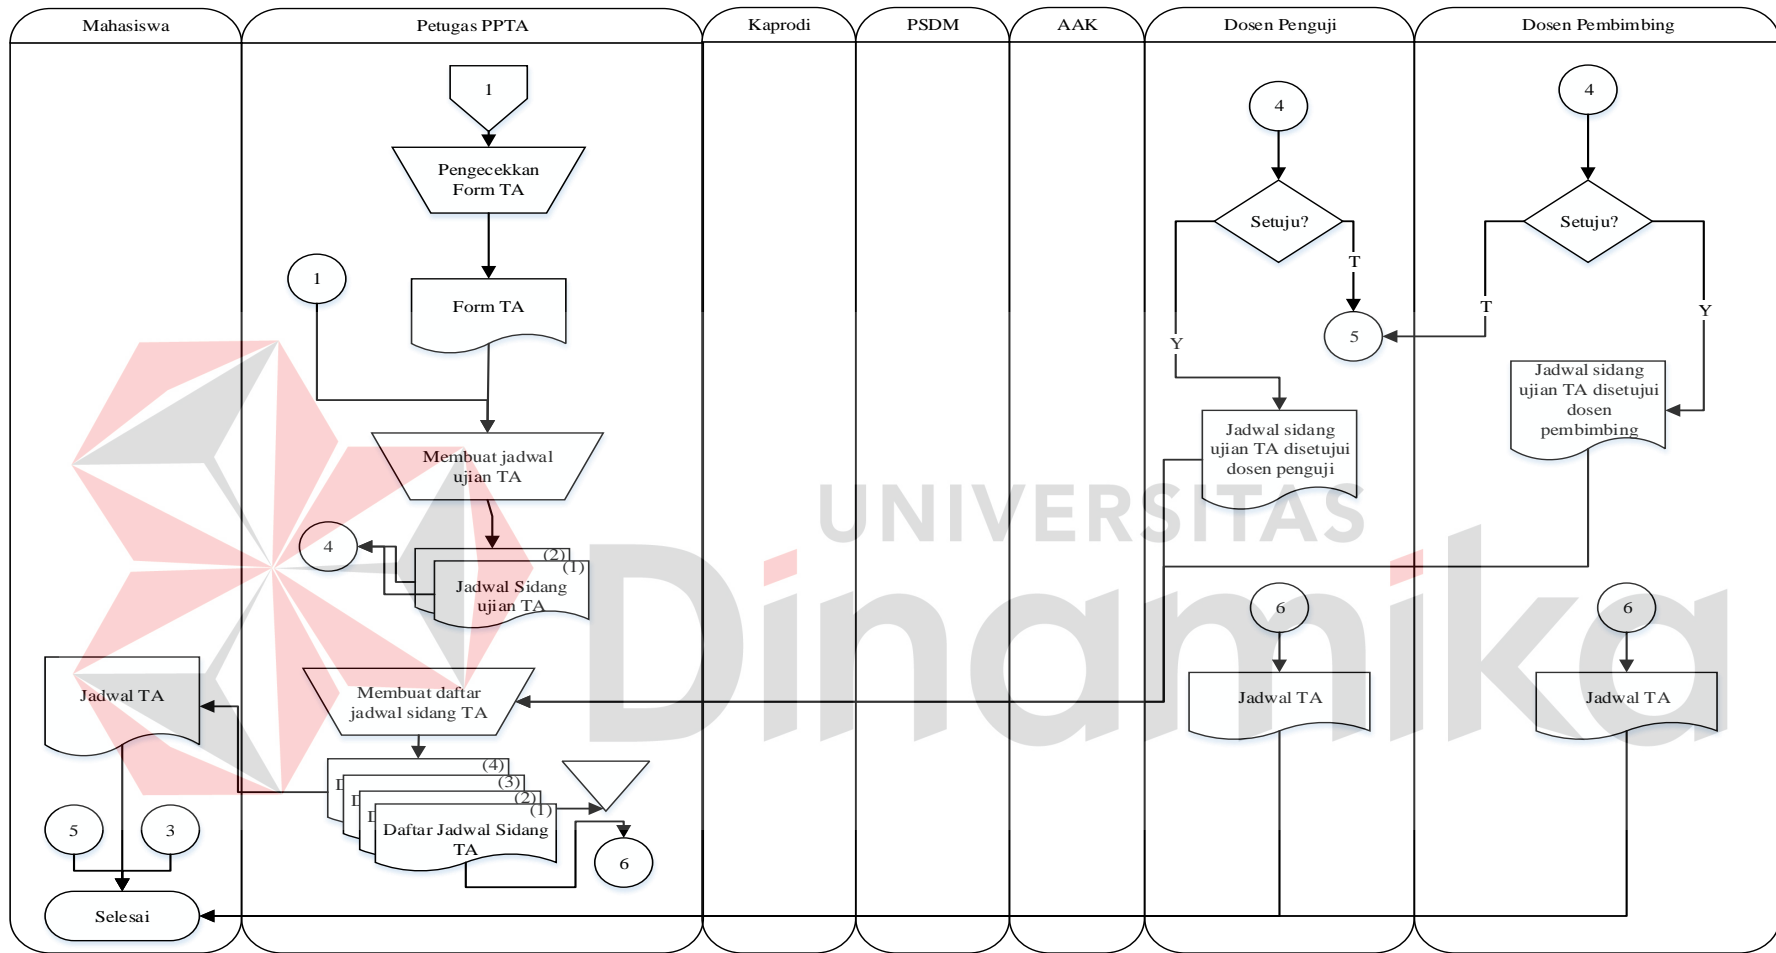 Mahasiswa
Petugas PPTA
Kaprodi
PSDM
AAK
Dosen Penguji
Dosen Pembimbing
1
Pengecekkan
Form TA
1
Form TA
Membuat jadwal
ujian TA
4
(2)
(1)
Jadwal Sidang
ujian TA
Membuat daftar
jadwal sidang TA
(4)
D
(3)
D
(2)
D
(1)
Daftar Jadwal Sidang
TA
6
Jadwal TA
5
3
Selesai
4
Setuju?
T
Y
5
Jadwal sidang
ujian TA disetujui
dosen penguji
6
Jadwal TA
4
Setuju?
T
Y
Jadwal sidang
ujian TA disetujui
dosen
pembimbing
6
Jadwal TA
UNIVERSITAS
Dinamika